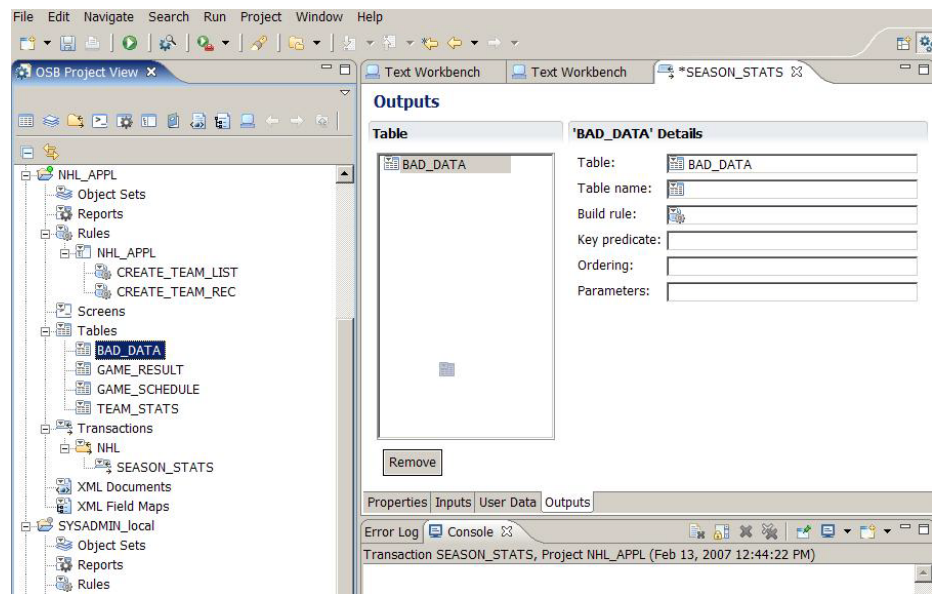 File Edit Navigate Search Run Project Window Help
OSB Project View
NHL_APPL
Object Sets
Reports
Rules
NHL_APPL
CREATE_TEAM_LIST
CREATE_TEAM_REC
Screens
Tables
BAD_DATA
GAME_RESULT
GAME_SCHEDULE
TEAM_STATS
Transactions
NHL
SEASON_STATS
XML Documents
XML Field Maps
SYSADMIN_local
Object Sets
Reports
Rules
Text Workbench Text Workbench *SEASON_STATS
Outputs
Table
BAD_DATA
Remove
'BAD_DATA' Details
Table: BAD_DATA
Table name:
Build rule:
Key predicate:
Ordering:
Parameters:
Properties Inputs User Data Outputs
Error Log Console
Transaction SEASON_STATS, Project NHL_APPL (Feb 13, 2007 12:44:22 PM)